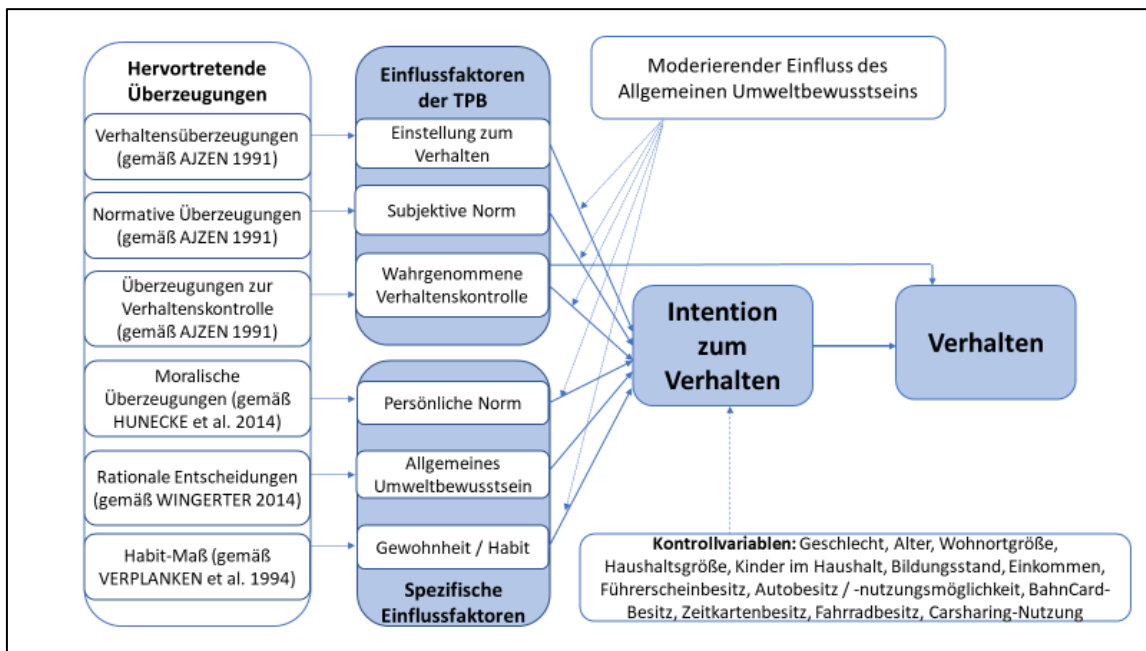 Hervortretende
Überzeugungen
Verhaltensüberzeugungen
(gemäß AJZEN 1991)
Normative Überzeugungen
(gemäß AJZEN 1991)
Überzeugungen zur
Verhaltenskontrolle
(gemäß AJZEN 1991)
Moralische
Überzeugungen (gemäß
HUNECKE et al. 2014)
Rationale Entscheidungen
(gemäß WINGERTER 2014)
Habit-Maß (gemäß
VERPLANKEN et al. 1994)
Einflussfaktoren
der TPB
Einstellung zum
Verhalten
Subjektive Norm
Wahrgenommene
Verhaltenskontrolle
Persönliche Norm
Allgemeines
Umweltbewusstsein
Gewohnheit / Habit
Spezifische
Einflussfaktoren
Moderierender Einfluss des
Allgemeinen Umweltbewusstseins
Intention
zum
Verhalten
Verhalten
Kontrollvariablen: Geschlecht, Alter, Wohnortgröße,
Haushaltsgröße, Kinder im Haushalt, Bildungsstand, Einkommen,
Führerscheinbesitz, Autobesitz / -nutzungsmöglichkeit, BahnCard-
Besitz, Zeitkartenbesitz, Fahrradbesitz, Carsharing-Nutzung